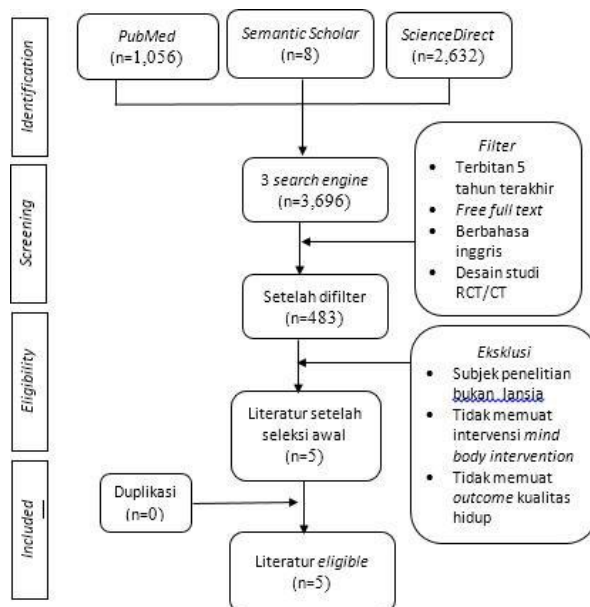 Identification
PubMed
(n=1,056)
Semantic Scholar
(n=8)
ScienceDirect
(n=2,632)
Screening
3 search engine
(n=3,696)
Filter
• Terbitan 5
tahun terakhir
• Free full text
• Berbahasa
inggris
• Desain studi
RCT/CT
Setelah difilter
(n=483)
Eligibility
Eksklusi
• Subjek penelitian
bukan lansia
• Tidak memuat
intervensi mind
body intervention
• Tidak memuat
outcome kualitas
hidup
Literatur setelah
seleksi awal
(n=5)
Included
Duplikasi
(n=0)
Literatur eligible
(n=5)